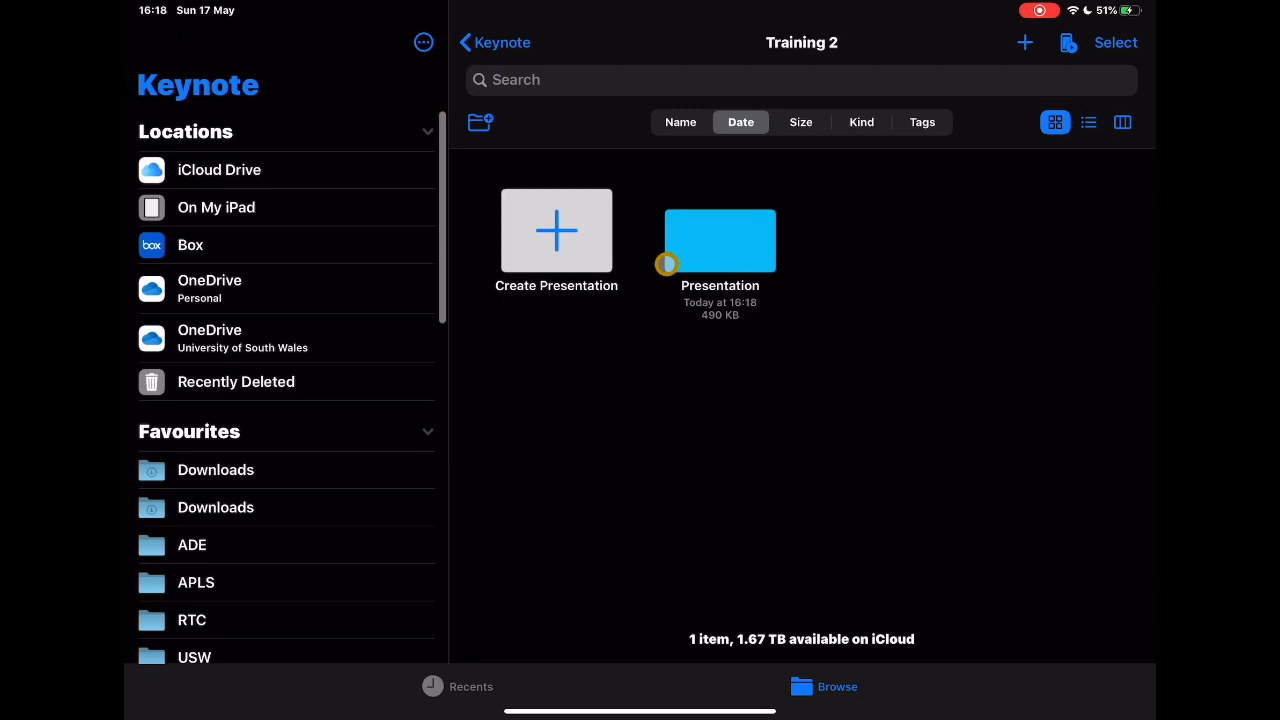 16:18 Sun 17 May
51%
Keynote
Locations
iCloud Drive
On My iPad
box Box
OneDrive
Personal
OneDrive
University of South Wales
Recently Deleted
Favourites
Downloads
Downloads
ADE
APLS
RTC
USW
Keynote
Training 2
Select
Search
Name Date Size Kind Tags
Create Presentation
Presentation
Today at 16:18
490 KB
1 item, 1.67 TB available on iCloud
Recents
Browse